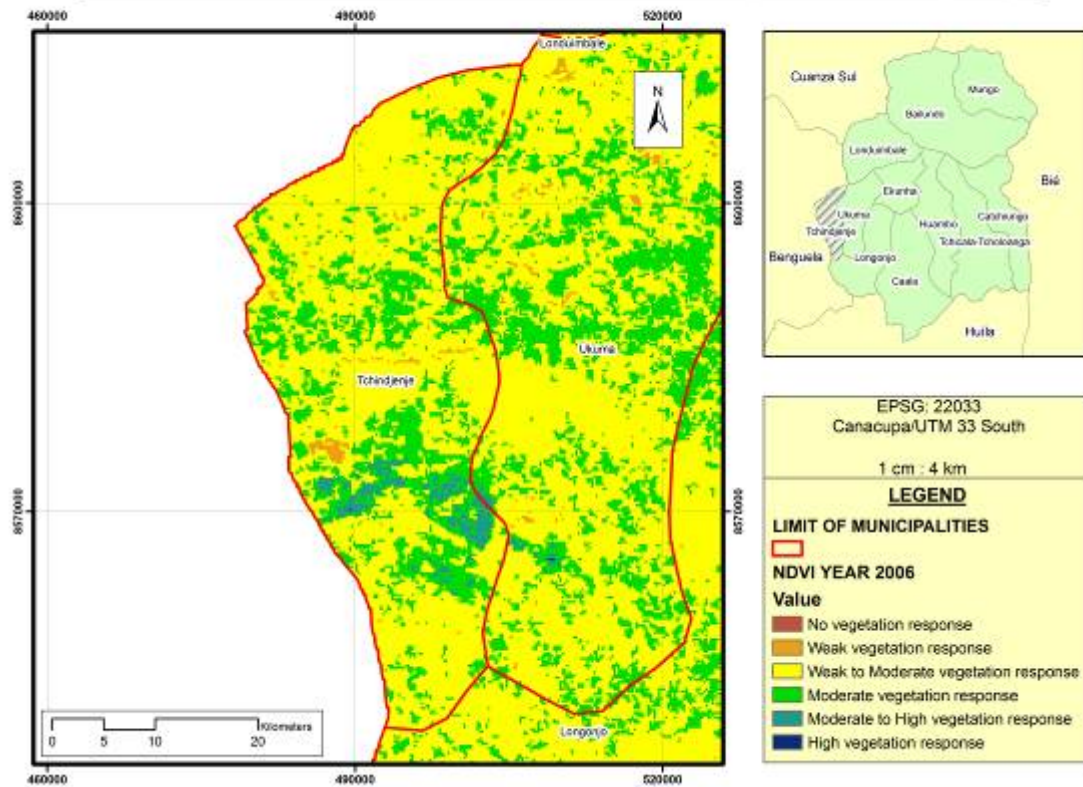 460000
490000
520000
Londuimbale
N
8600000
8600000
Ukuma
Tchindjenje
8570000
8570000
Longonjo
Kilometers
0 5 10 20
460000
490000
520000
Cuanza Sul
Mungo
Bailundo
Londuimbale
Bié
Ekunha
Ukuma
Huambo
Catchiungo
Tchindjenje
Tchicala-Tcholoanga
Benguela
Longonjo
Caala
Huila
EPSG: 22033
Canacupa/UTM 33 South
1 cm : 4 km
LEGEND
LIMIT OF MUNICIPALITIES
NDVI YEAR 2006
Value
No vegetation response
Weak vegetation response
Weak to Moderate vegetation response
Moderate vegetation response
Moderate to High vegetation response
High vegetation response